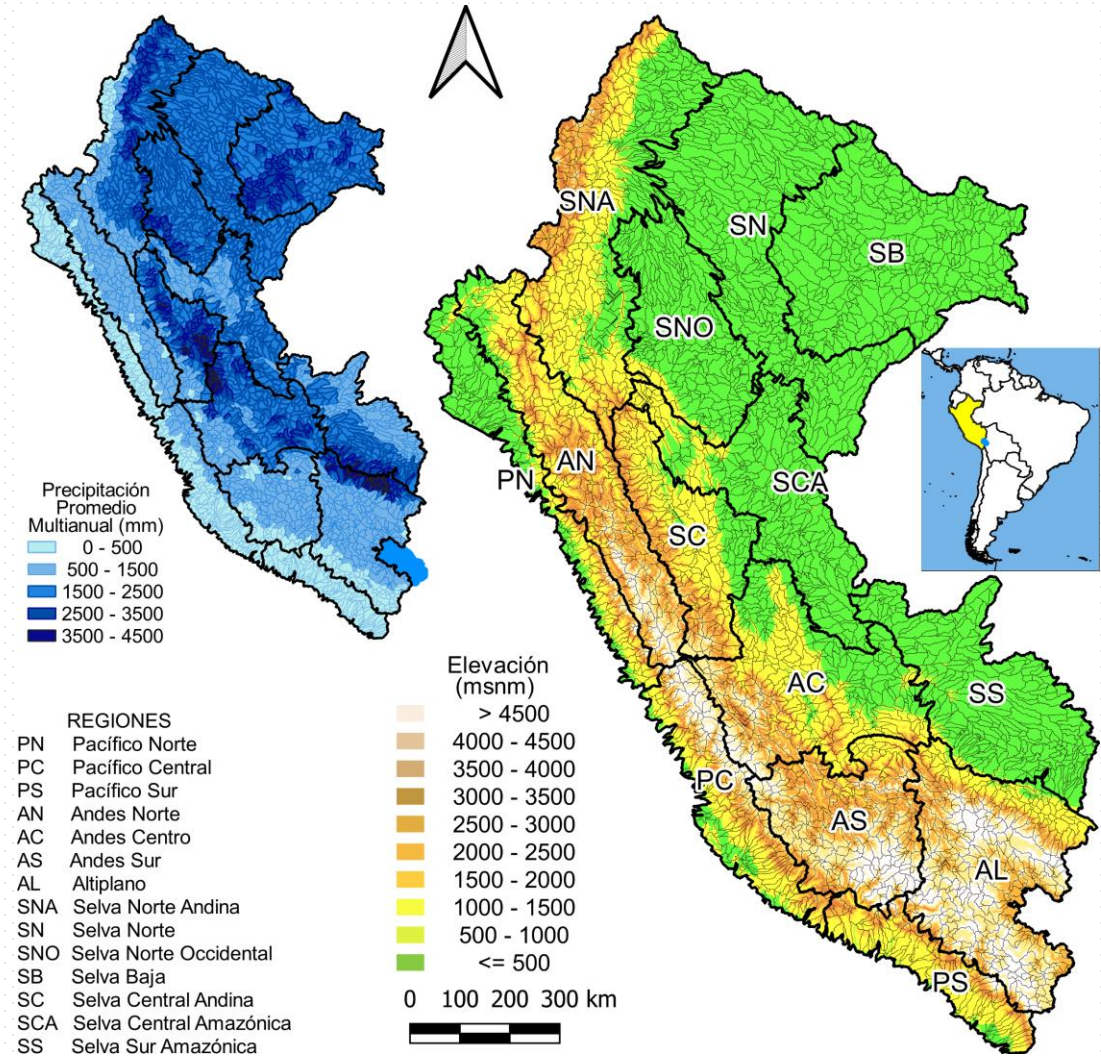 SNA
SN
SB
SNO
PN
AN
SCA
SC
AC
SS
PC
AS
AL
PS
Precipitación
Promedio
Multianual (mm)
0 - 500
500 - 1500
1500 - 2500
2500 - 3500
3500 - 4500
REGIONES
PN Pacífico Norte
PC Pacífico Central
PS Pacífico Sur
AN Andes Norte
AC Andes Centro
AS Andes Sur
AL Altiplano
SNA Selva Norte Andina
SN Selva Norte
SNO Selva Norte Occidental
SB Selva Baja
SC Selva Central Andina
SCA Selva Central Amazónica
SS Selva Sur Amazónica
Elevación
(msnm)
> 4500
4000 - 4500
3500 - 4000
3000 - 3500
2500 - 3000
2000 - 2500
1500 - 2000
1000 - 1500
500 - 1000
<= 500
0 100 200 300 km